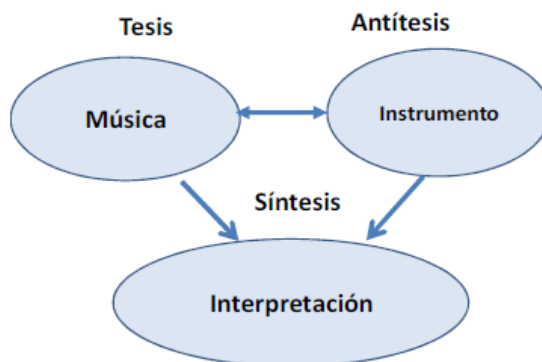 Tesis
Antítesis
Música
Instrumento
Síntesis
Interpretación